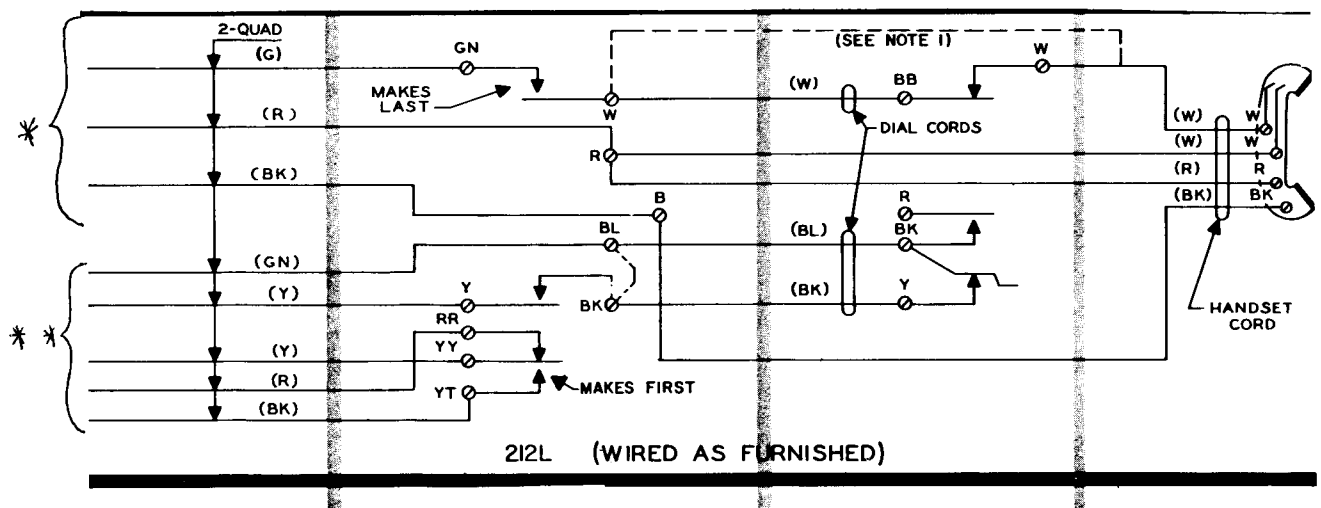 2-QUAD
(G)
GN
(SEE NOTE 1)
W
MAKES
LAST
W
(W)
BB
DIAL CORDS
*
(R)
R
(W)
W
(W)
W
(R)
R
(BK)
BK
(BK)
B
R
BL
(BL)
BK
(GN)
HANDSET
CORD
* *
(Y)
Y
BK
(BK)
Y
RR
(Y)
YY
(R)
YT
MAKES FIRST
(BK)
212L (WIRED AS FURNISHED)